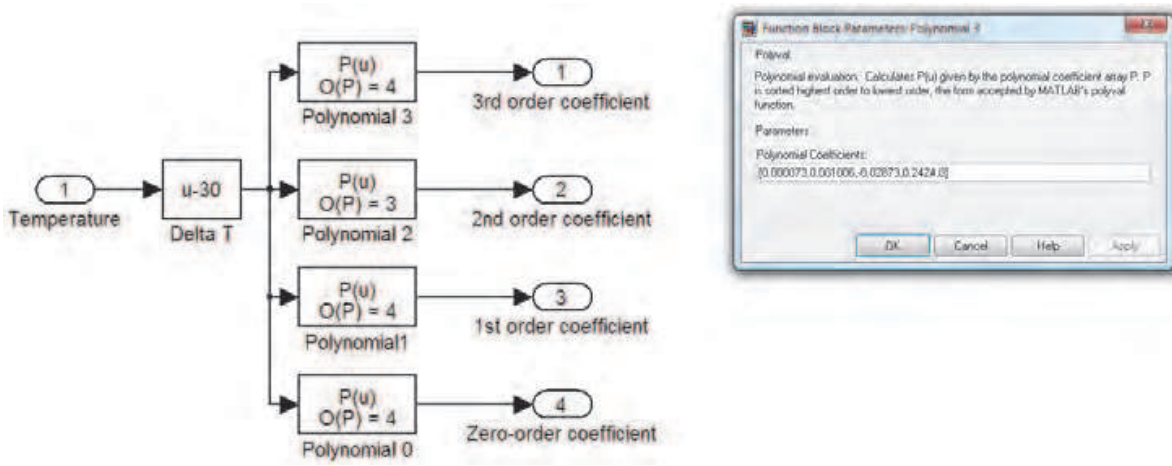 P(u)
O(P) = 4
Polynomial 3
1
3rd order coefficient
1
Temperature
u-30
Delta T
P(u)
O(P) = 3
Polynomial 2
2
2nd order coefficient
P(u)
O(P) = 4
Polynomial1
3
1st order coefficient
P(u)
O(P) = 4
Polynomial 0
4
Zero-order coefficient
Function Block Parameters: Polynomial 3
Polyval
Polynomial evaluation. Calculates P(u) given by the polynomial coefficient array P. P
is sorted highest order to lowest order, the form accepted by MATLAB's polyval
function.
Parameters
Polynomial Coefficients:
[0.000073,0.001006,-0.02873,0.2424,0]
OK
Cancel
Help
Apply